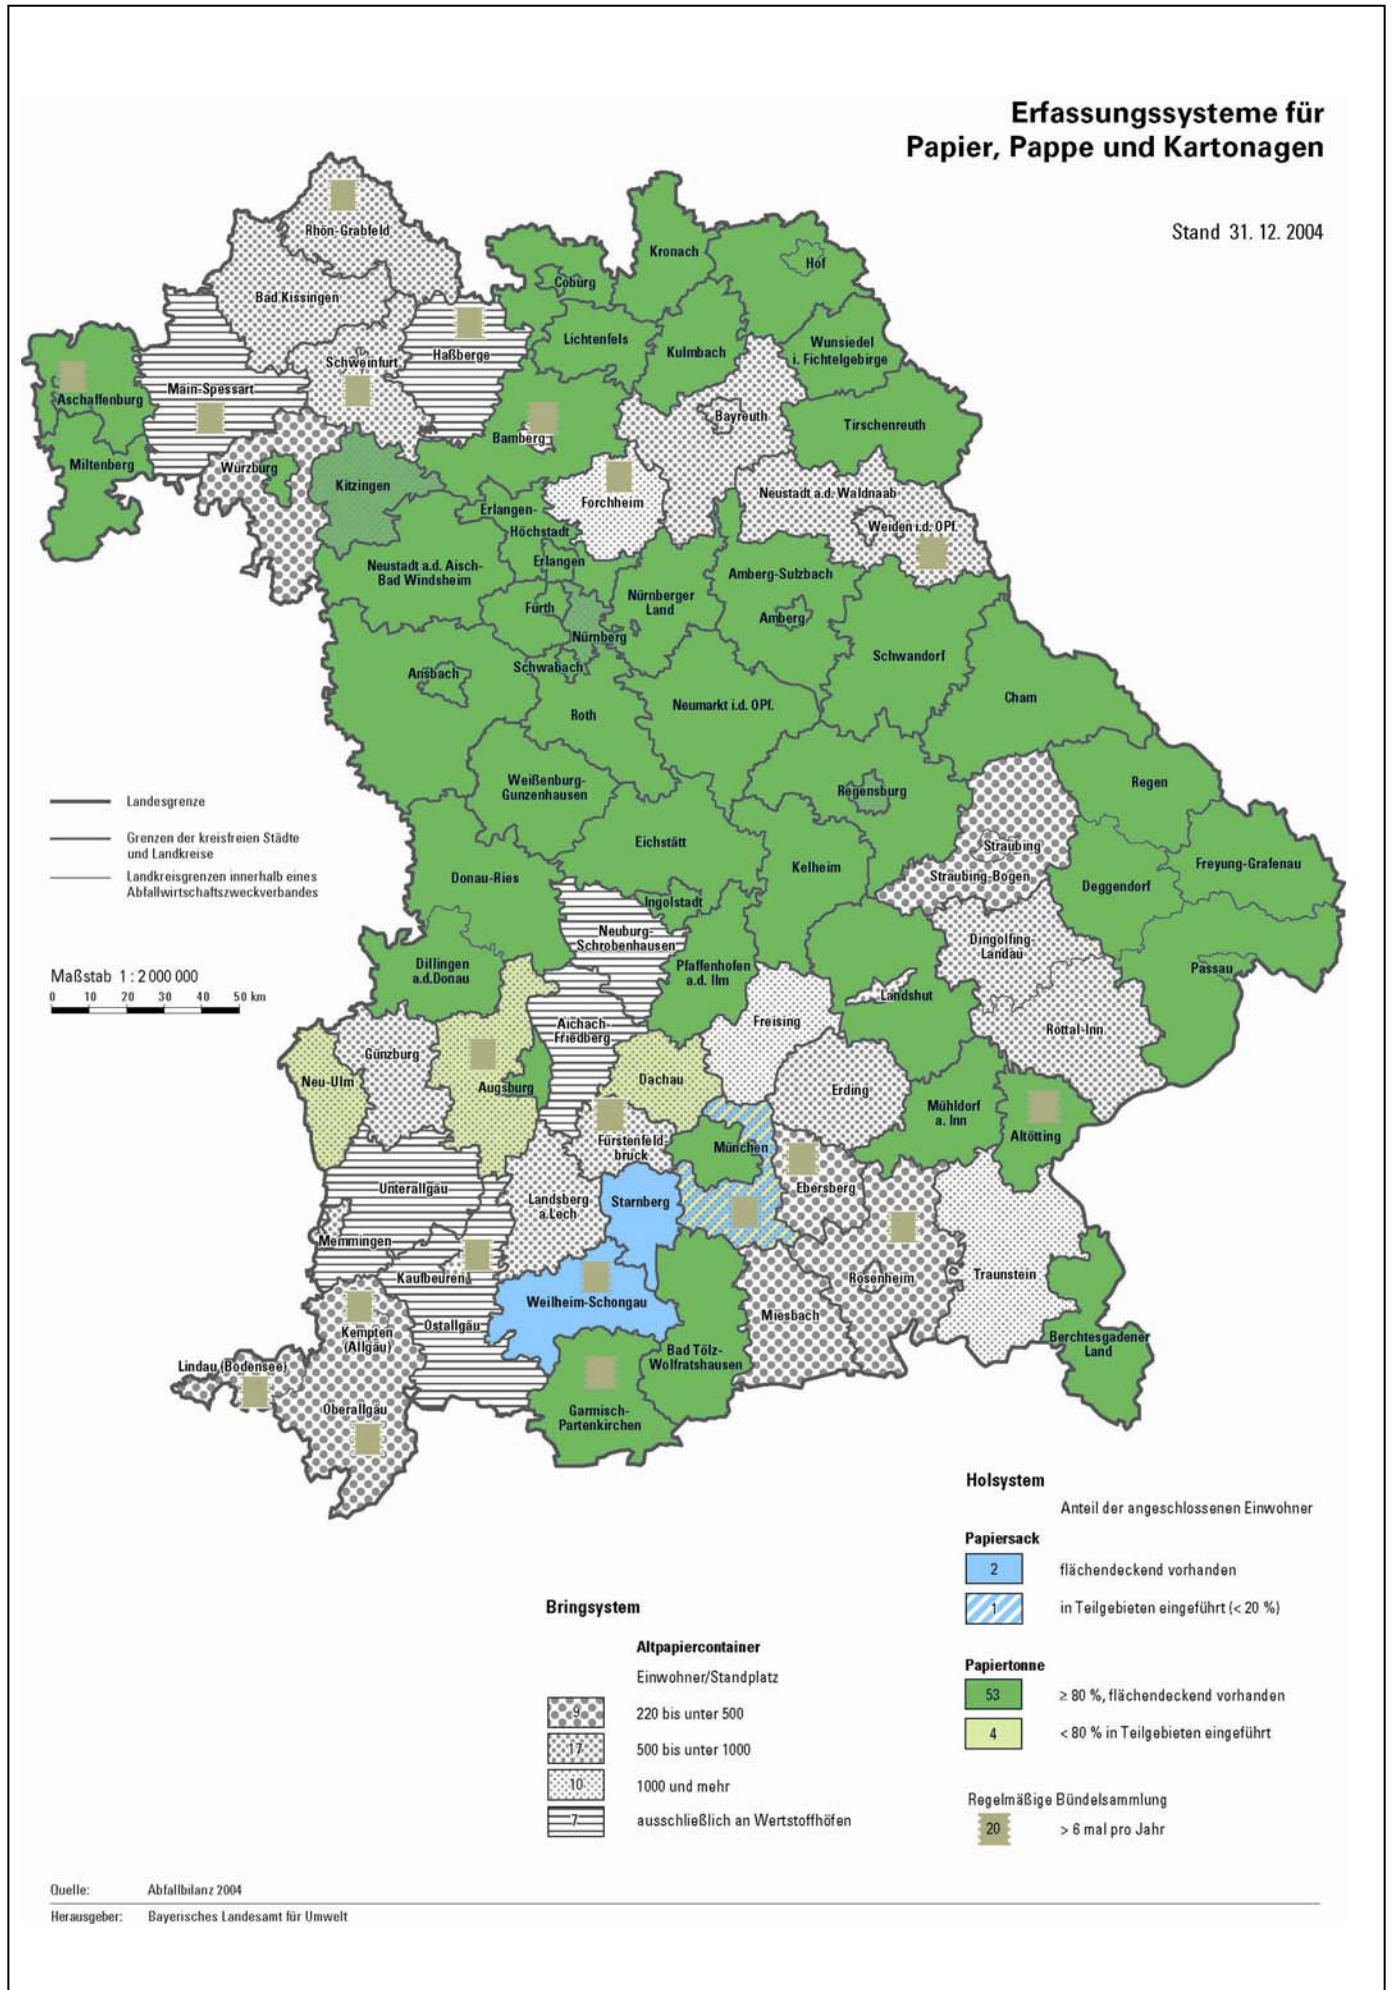 Erfassungssysteme für
Papier, Pappe und Kartonagen
Stand 31. 12. 2004
Rhön-Grabfeld
Bad Kissingen
Kronach
Hof
Coburg
Lichtenfels
Kulmbach
Wunsiedel
i. Fichtelgebirge
Haßberge
Schweinfurt
Main-Spessart
Aschaffenburg
Miltenberg
Würzburg
Kitzingen
Bamberg
Bayreuth
Tirschenreuth
Forchheim
Neustadt a.d. Waldnaab
Weiden i.d. OPf.
Erlangen-
Höchstadt
Erlangen
Neustadt a.d. Aisch-
Bad Windsheim
Fürth
Nürnberg
Nürnberger
Land
Amberg-Sulzbach
Amberg
Schwandorf
Ansbach
Schwabach
Roth
Neumarkt i.d. OPf.
Cham
Weißenburg-
Gunzenhausen
Regensburg
Regen
Landesgrenze
Grenzen der kreisfreien Städte
und Landkreise
Landkreisgrenzen innerhalb eines
Abfallwirtschaftszweckverbandes
Eichstätt
Kelheim
Straubing
Straubing-Bogen
Deggendorf
Freyung-Grafenau
Donau-Ries
Ingolstadt
Neuburg-
Schrobenhausen
Dingolfing-
Landau
Passau
Dillingen
a.d.Donau
Pfaffenhofen
a.d. Ilm
Landshut
Maßstab 1 : 2 000 000
0 10 20 30 40 50 km
Aichach-
Friedberg
Freising
Rottal-Inn
Günzburg
Neu-Ulm
Augsburg
Dachau
Erding
Mühldorf
a. Inn
Altötting
Fürstenfeld-
bruck
München
Ebersberg
Unterallgäu
Landsberg
a.Lech
Starnberg
Memmingen
Kaufbeuren
Rosenheim
Traunstein
Weilheim-Schongau
Ostallgäu
Miesbach
Kempten
(Allgäu)
Bad Tölz-
Wolfratshausen
Berchtesgadener
Land
Lindau (Bodensee)
Oberallgäu
Garmisch-
Partenkirchen
Holsystem
Anteil der angeschlossenen Einwohner
Papiersack
2 flächendeckend vorhanden
1 in Teilgebieten eingeführt (< 20 %)
Papiertonne
53 ≥ 80 %, flächendeckend vorhanden
4 < 80 % in Teilgebieten eingeführt
Regelmäßige Bündelsammlung
20 > 6 mal pro Jahr
Bringsystem
Altpapiercontainer
Einwohner/Standplatz
9 220 bis unter 500
17 500 bis unter 1000
10 1000 und mehr
7 ausschließlich an Wertstoffhöfen
Quelle: Abfallbilanz 2004
Herausgeber: Bayerisches Landesamt für Umwelt